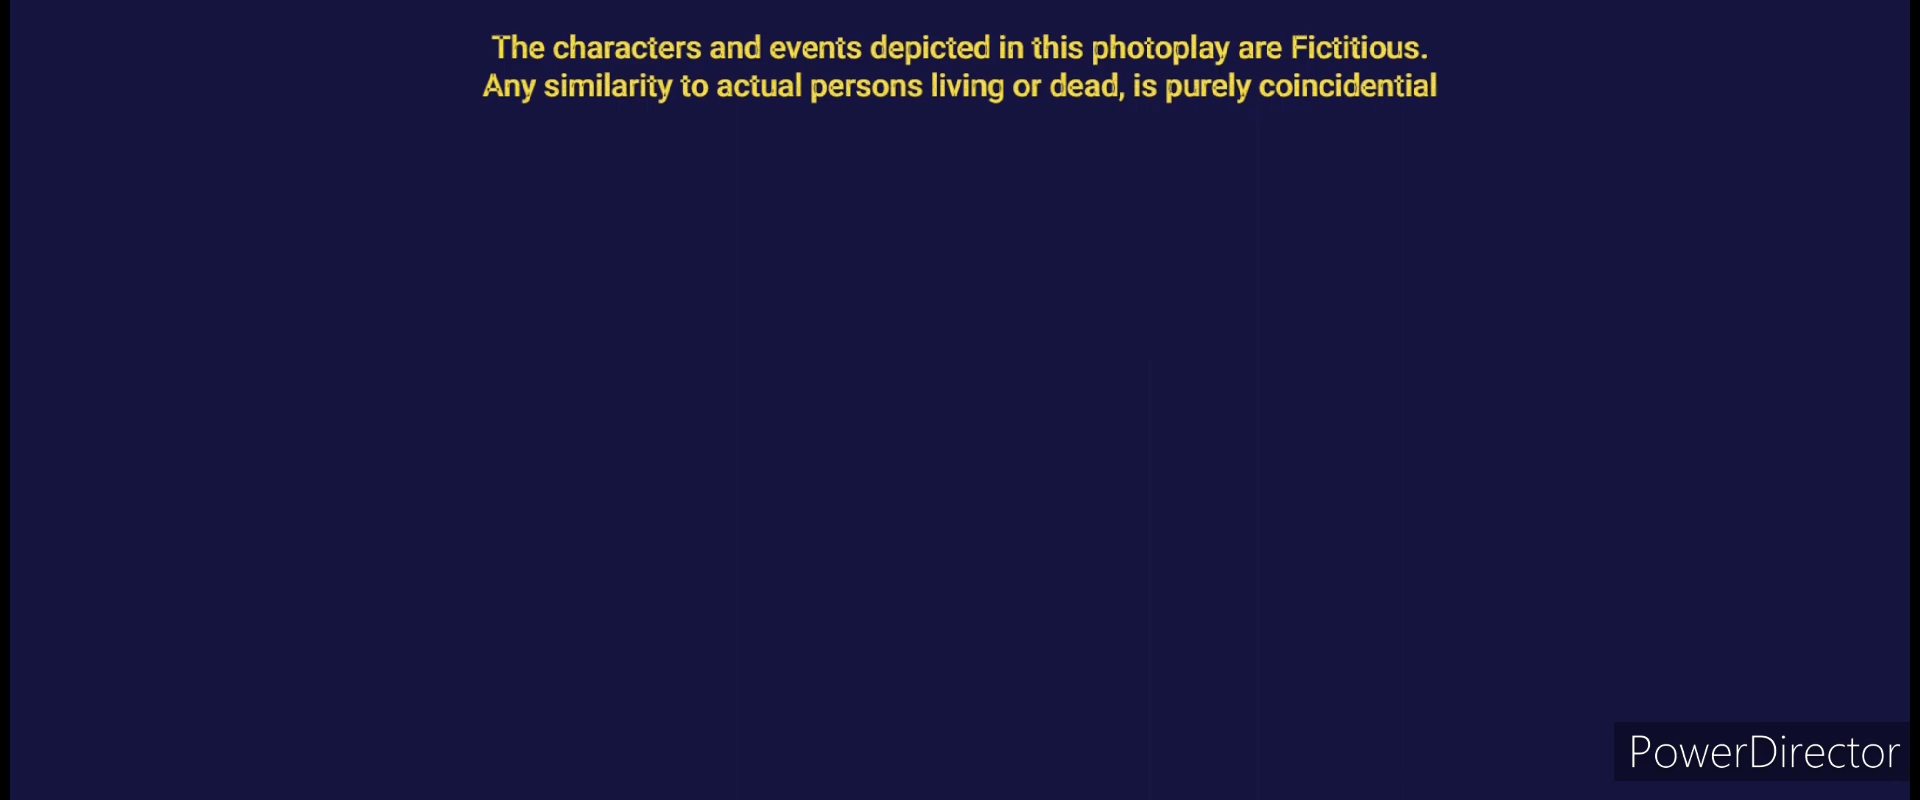 The characters and events depicted in this photoplay are Fictitious.
Any similarity to actual persons living or dead, is purely coincidential
PowerDirector